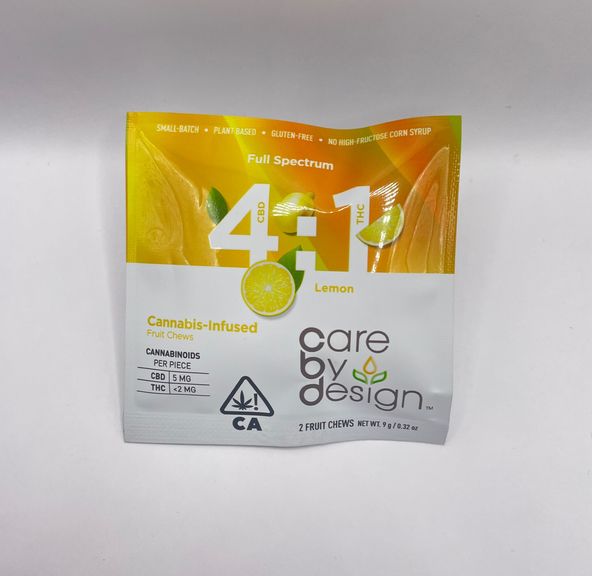 SMALL-BATCH • PLANT BASED • GLUTEN-FREE • NO HIGH-FRUCTOSE CORN SYRUP
Full Spectrum
4:1
CBD
THC
Lemon
Cannabis-Infused
Fruit Chews
CANNABINOIDS
PER PIECE
CBD 5 MG
THC <2 MG
CA
care
by
design™
2 FRUIT CHEWS NET WT. 9 g / 0.32 oz